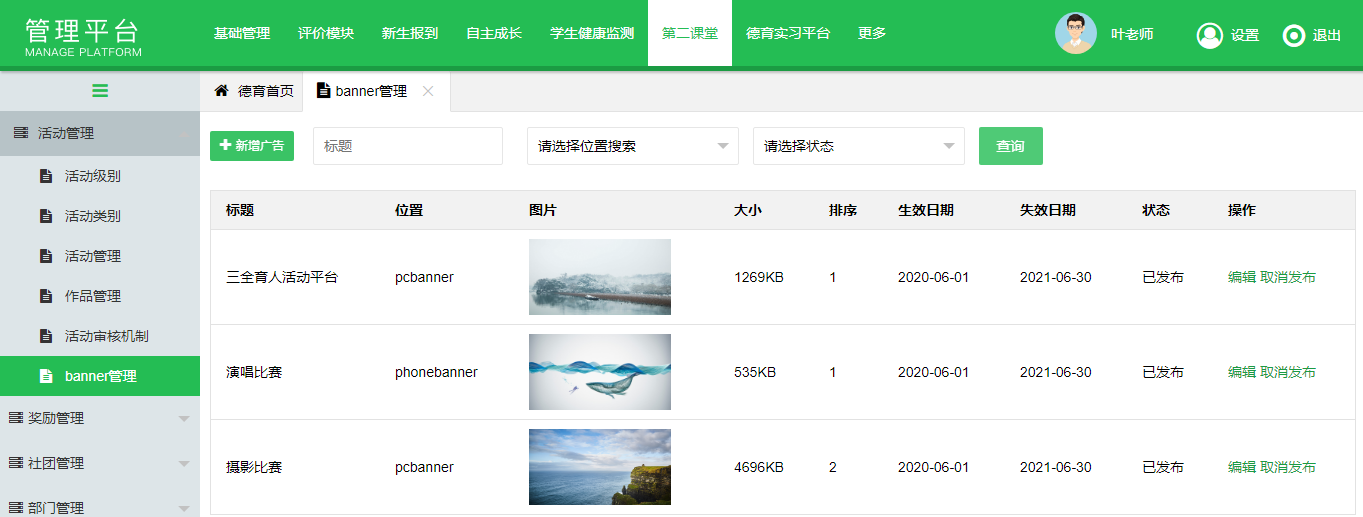 管理平台
MANAGE PLATFORM
基础管理 评价模块 新生报到 自主成长 学生健康监测 第二课堂 德育实习平台 更多
叶老师 设置 退出
德育首页 banner管理
活动管理
活动级别
活动类别
活动管理
作品管理
活动审核机制
banner管理
奖励管理
社团管理
部门管理
新增广告 标题 请选择位置搜索 请选择状态 查询
标题 位置 图片 大小 排序 生效日期 失效日期 状态 操作
三全育人活动平台 pcbanner 1269KB 1 2020-06-01 2021-06-30 已发布 编辑 取消发布
演唱比赛 phonebanner 535KB 1 2020-06-01 2021-06-30 已发布 编辑 取消发布
摄影比赛 pcbanner 4696KB 2 2020-06-01 2021-06-30 已发布 编辑 取消发布